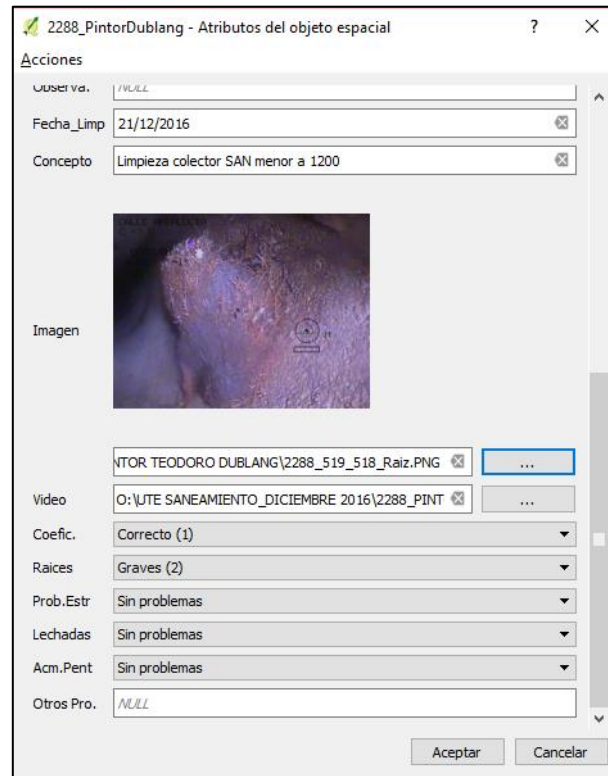 2288_PintorDublang - Atributos del objeto espacial ? ✕
Acciones
Observa. NULL
Fecha_Limp 21/12/2016
Concepto Limpieza colector SAN menor a 1200
Imagen
NTOR TEODORO DUBLANG\2288_519_518_Raiz.PNG ...
Video O:\UTE SANEAMIENTO_DICIEMBRE 2016\2288_PINT ...
Coefic. Correcto (1)
Raices Graves (2)
Prob.Estr Sin problemas
Lechadas Sin problemas
Acm.Pent Sin problemas
Otros Pro. NULL
Aceptar Cancelar